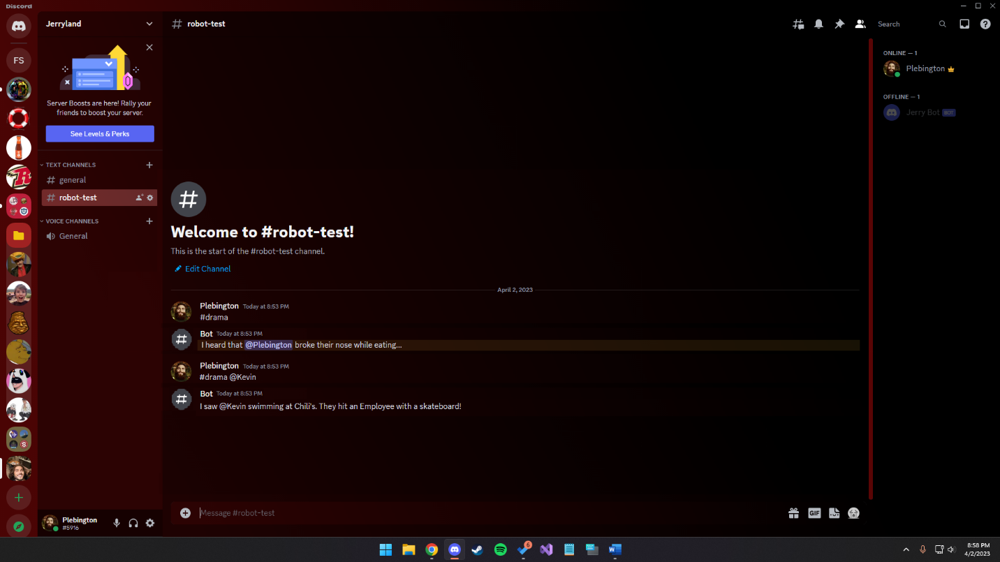 Discord
Jerryland
robot-test
Search
FS
Server Boosts are here! Rally your
friends to boost your server.
See Levels & Perks
TEXT CHANNELS
general
robot-test
VOICE CHANNELS
General
Welcome to #robot-test!
This is the start of the #robot-test channel.
Edit Channel
April 2, 2023
Plebington Today at 8:53 PM
#drama
Bot Today at 8:53 PM
I heard that @Plebington broke their nose while eating...
Plebington Today at 8:53 PM
#drama @Kevin
Bot Today at 8:53 PM
I saw @Kevin swimming at Chili's. They hit an Employee with a skateboard!
Message #robot-test
GIF
ONLINE — 1
Plebington
OFFLINE — 1
Jerry Bot BOT
Plebington
#5916
6
8:58 PM
4/2/2023